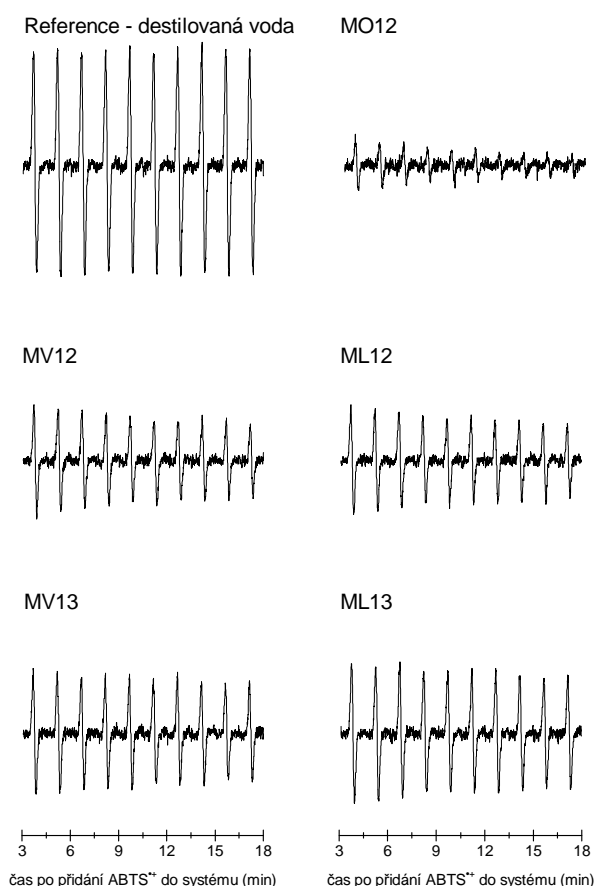 Reference - destilovaná voda
MO12
MV12
ML12
MV13
ML13
3 6 9 12 15 18
3 6 9 12 15 18
čas po přidání ABTS•+ do systému (min)
čas po přidání ABTS•+ do systému (min)